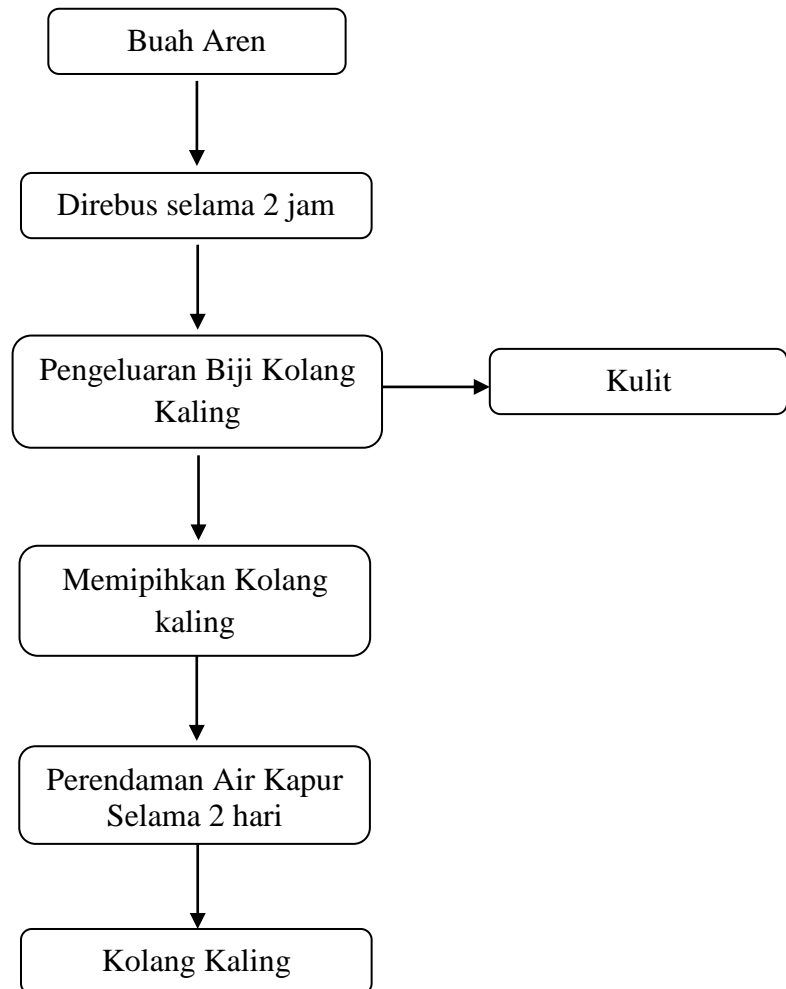 Buah Aren
Direbus selama 2 jam
Pengeluaran Biji Kolang
Kaling
Kulit
Memipihkan Kolang
kaling
Perendaman Air Kapur
Selama 2 hari
Kolang Kaling